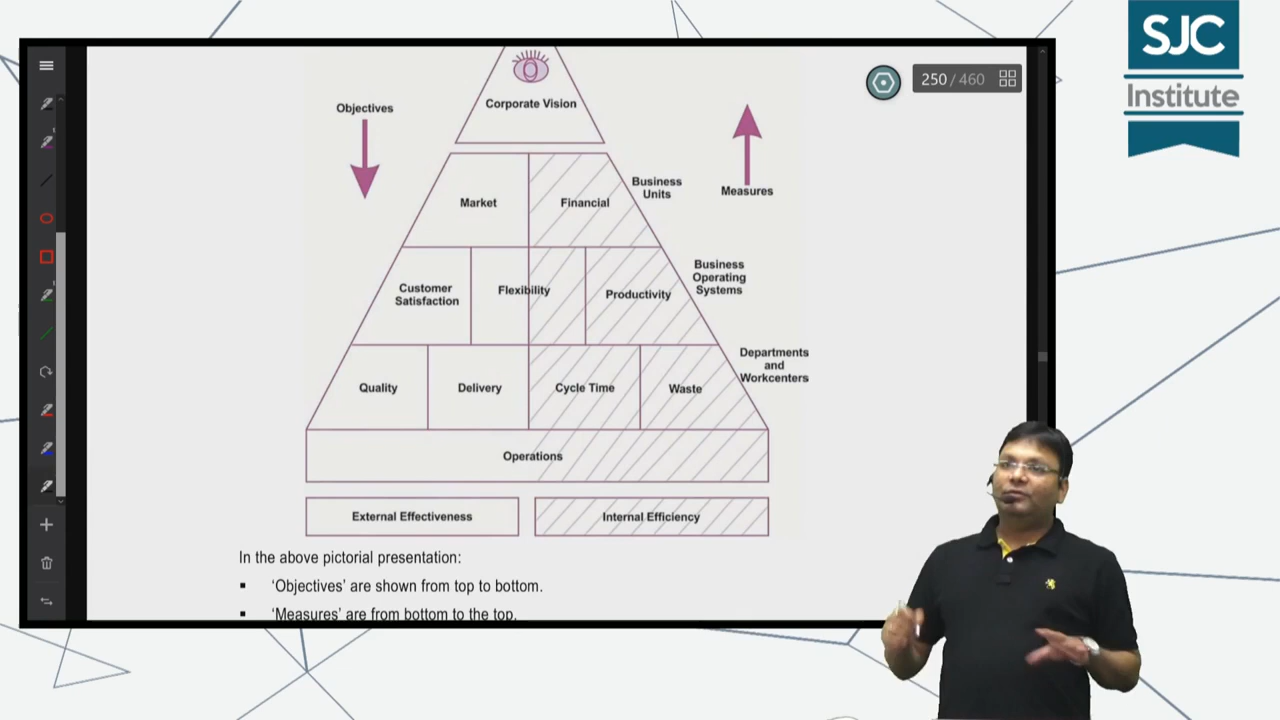 SJC
Institute
250 / 460
Corporate Vision
Objectives
Measures
Market
Financial
Business
Units
Customer
Satisfaction
Flexibility
Productivity
Business
Operating
Systems
Quality
Delivery
Cycle Time
Waste
Departments
and
Workcenters
Operations
External Effectiveness
Internal Efficiency
In the above pictorial presentation:
▪ ‘Objectives’ are shown from top to bottom.
▪ ‘Measures’ are from bottom to the top.